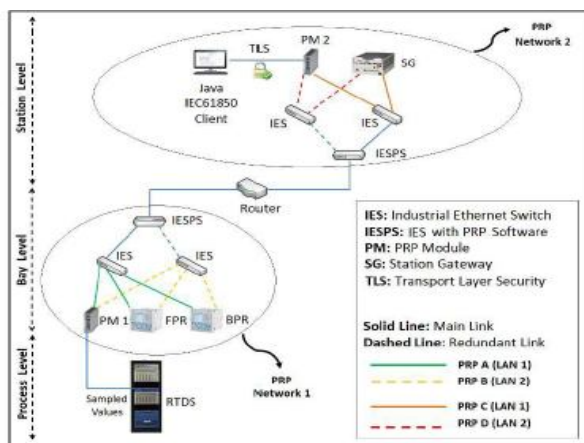 PRP
Network 2
Station Level
TLS
PM 2
SG
Java
IEC61850
Client
IES
IES
IESPS
Router
Bay Level
IESPS
IES
IES
PM 1
FPR
BPR
PRP
Network 1
Process Level
Sampled
Values
RTDS
IES: Industrial Ethernet Switch
IESPS: IES with PRP Software
PM: PRP Module
SG: Station Gateway
TLS: Transport Layer Security
Solid Line: Main Link
Dashed Line: Redundant Link
PRP A (LAN 1)
PRP B (LAN 2)
PRP C (LAN 1)
PRP D (LAN 2)